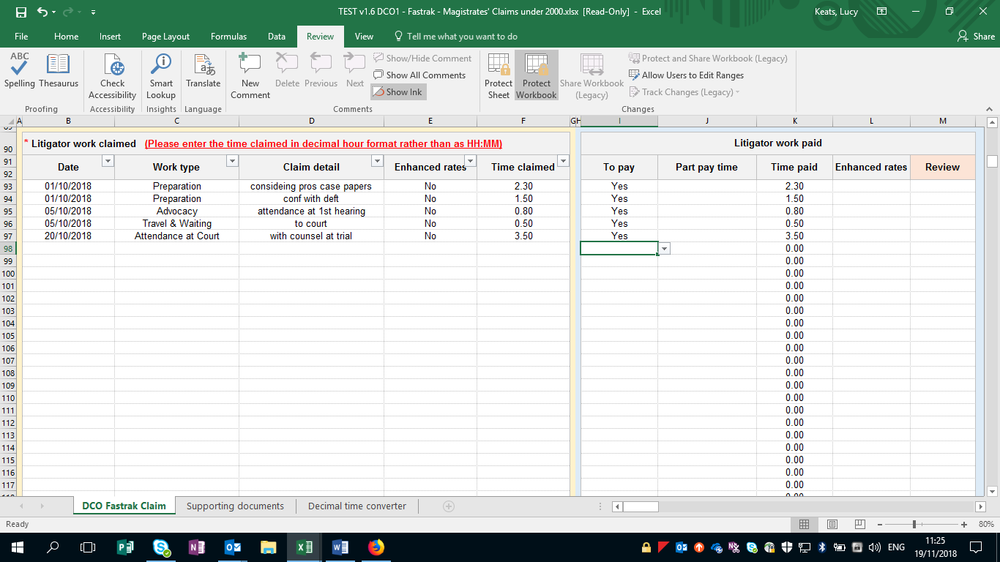 TEST v1.6 DCO1 - Fastrak - Magistrates' Claims under 2000.xlsx [Read-Only] - Excel Keats, Lucy
File Home Insert Page Layout Formulas Data Review View Tell me what you want to do Share
ABC
Spelling Thesaurus Check Accessibility Smart Lookup Translate New Comment Delete Previous Next
Show/Hide Comment
Show All Comments
Show Ink
Protect Sheet Protect Workbook Share Workbook (Legacy)
Protect and Share Workbook (Legacy)
Allow Users to Edit Ranges
Track Changes (Legacy)
Proofing Accessibility Insights Language Comments Changes
A B C D E F G H I J K L M
90 * Litigator work claimed (Please enter the time claimed in decimal hour format rather than as HH:MM) Litigator work paid
91
92 Date Work type Claim detail Enhanced rates Time claimed To pay Part pay time Time paid Enhanced rates Review
93 01/10/2018 Preparation consideing pros case papers No 2.30 Yes 2.30
94 01/10/2018 Preparation conf with deft No 1.50 Yes 1.50
95 05/10/2018 Advocacy attendance at 1st hearing No 0.80 Yes 0.80
96 05/10/2018 Travel & Waiting to court No 0.50 Yes 0.50
97 20/10/2018 Attendance at Court with counsel at trial No 3.50 Yes 3.50
98 0.00
99 0.00
100 0.00
101 0.00
102 0.00
103 0.00
104 0.00
105 0.00
106 0.00
107 0.00
108 0.00
109 0.00
110 0.00
111 0.00
112 0.00
113 0.00
114 0.00
115 0.00
116 0.00
117 0.00
DCO Fastrak Claim Supporting documents Decimal time converter
Ready 80%
ENG 11:25
19/11/2018